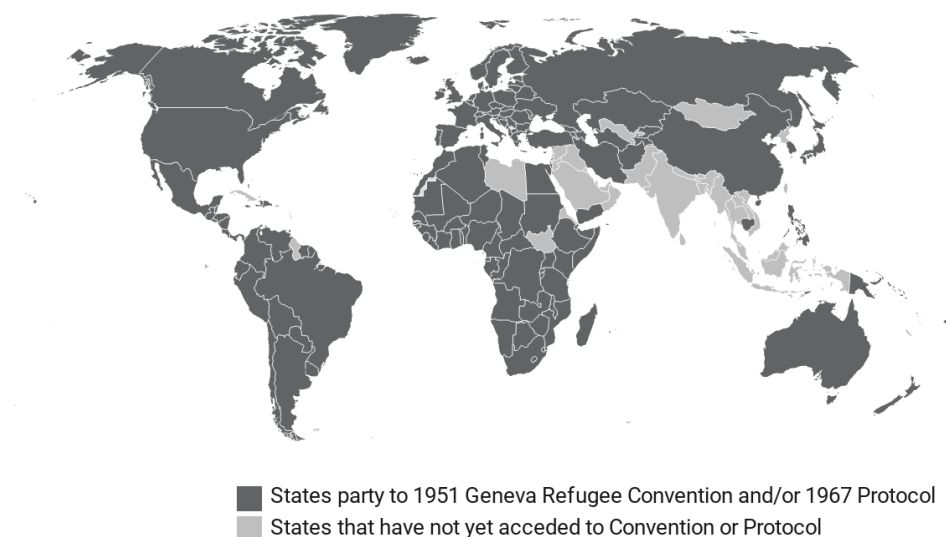 States party to 1951 Geneva Refugee Convention and/or 1967 Protocol
States that have not yet acceded to Convention or Protocol